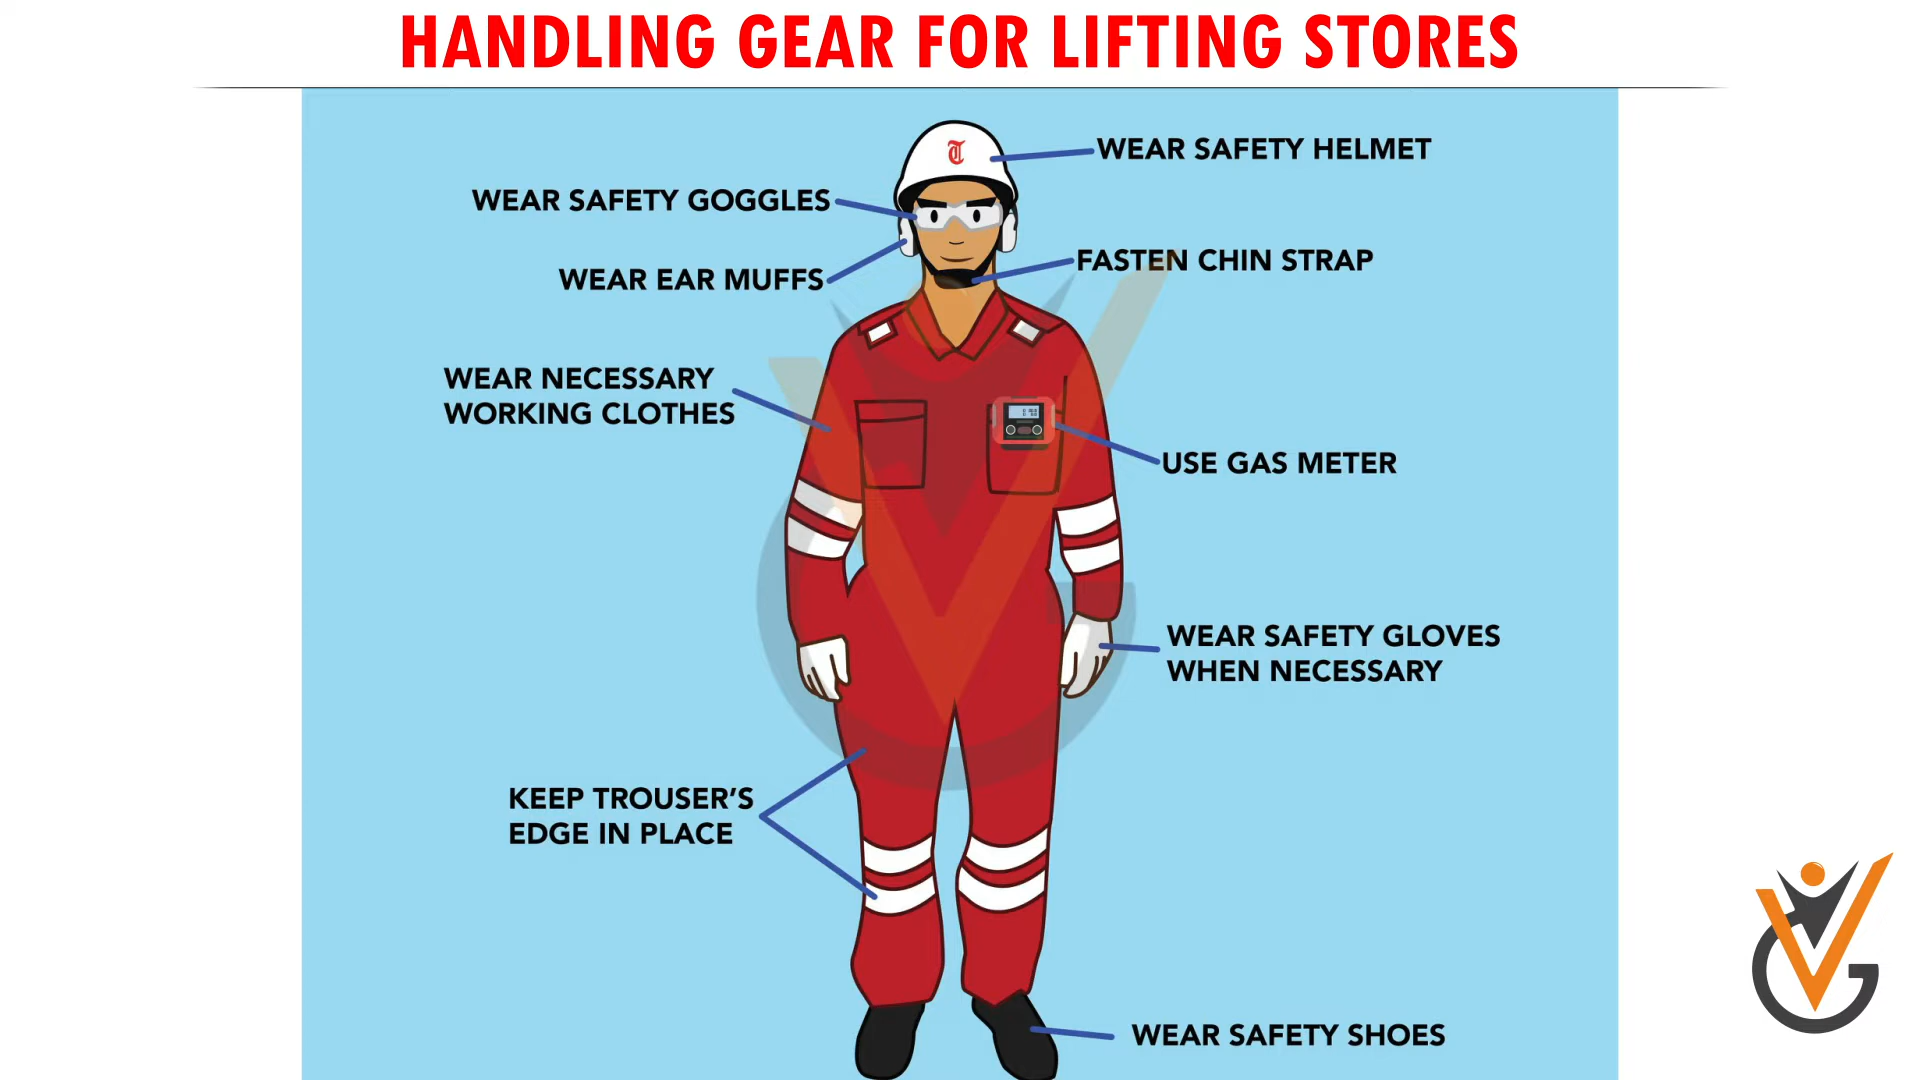 HANDLING GEAR FOR LIFTING STORES
WEAR SAFETY HELMET
WEAR SAFETY GOGGLES
FASTEN CHIN STRAP
WEAR EAR MUFFS
WEAR NECESSARY
WORKING CLOTHES
USE GAS METER
WEAR SAFETY GLOVES
WHEN NECESSARY
KEEP TROUSER'S
EDGE IN PLACE
WEAR SAFETY SHOES